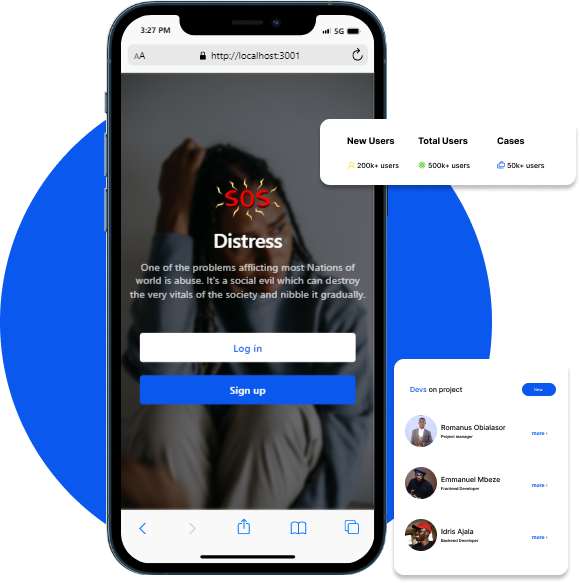 3:27 PM
5G
AA
http://localhost:3001
New Users
Total Users
Cases
200k+ users
500k+ users
50k+ users
SOS
Distress
One of the problems afflicting most Nations of
world is abuse. It's a social evil which can destroy
the very vitals of the society and nibble it gradually.
Log in
Sign up
Devs on project
New
Romanus Obialasor
Project manager
more ›
Emmanuel Mbeze
Frontend Developer
more ›
Idris Ajala
Backend Developer
more ›